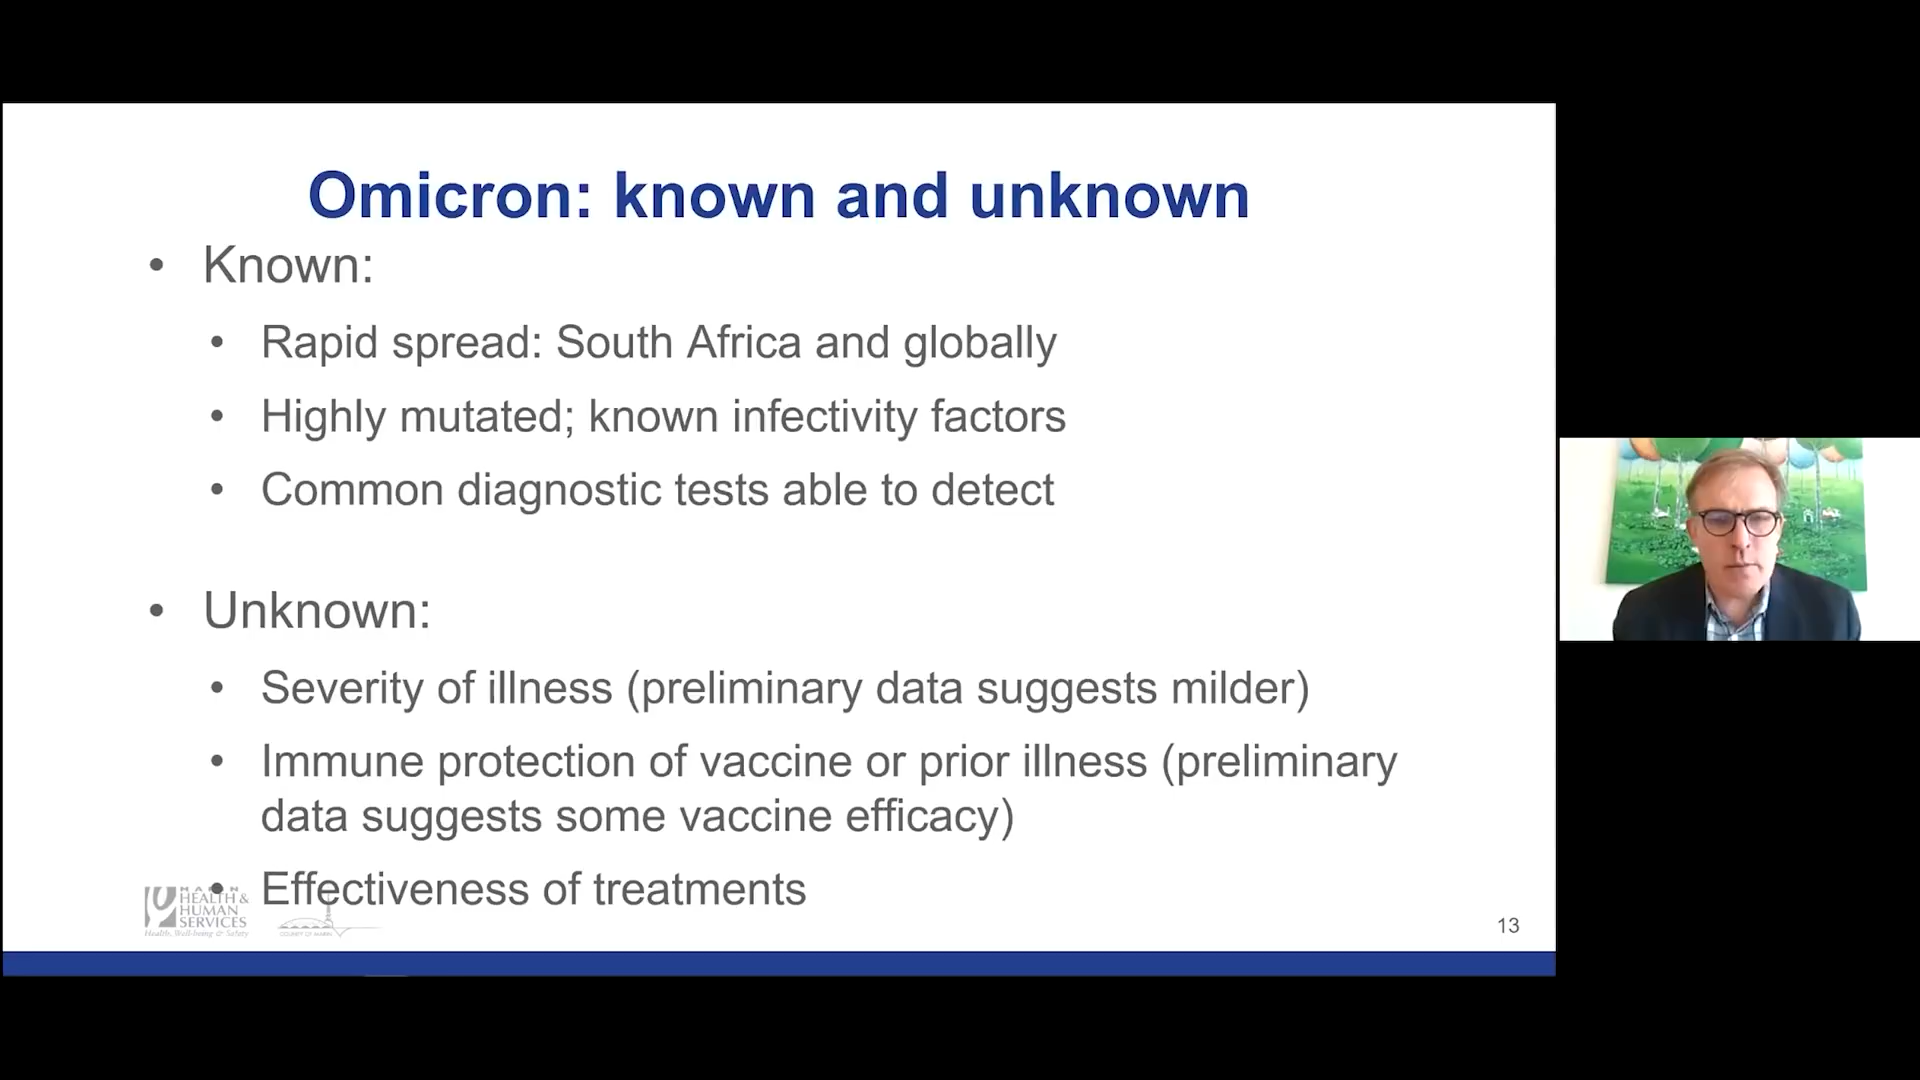 Omicron: known and unknown
• Known:
• Rapid spread: South Africa and globally
• Highly mutated; known infectivity factors
• Common diagnostic tests able to detect
• Unknown:
• Severity of illness (preliminary data suggests milder)
• Immune protection of vaccine or prior illness (preliminary
data suggests some vaccine efficacy)
• Effectiveness of treatments
HEALTH &
HUMAN
SERVICES
Health, Well-being & Safety
COUNTY OF MARIN
13